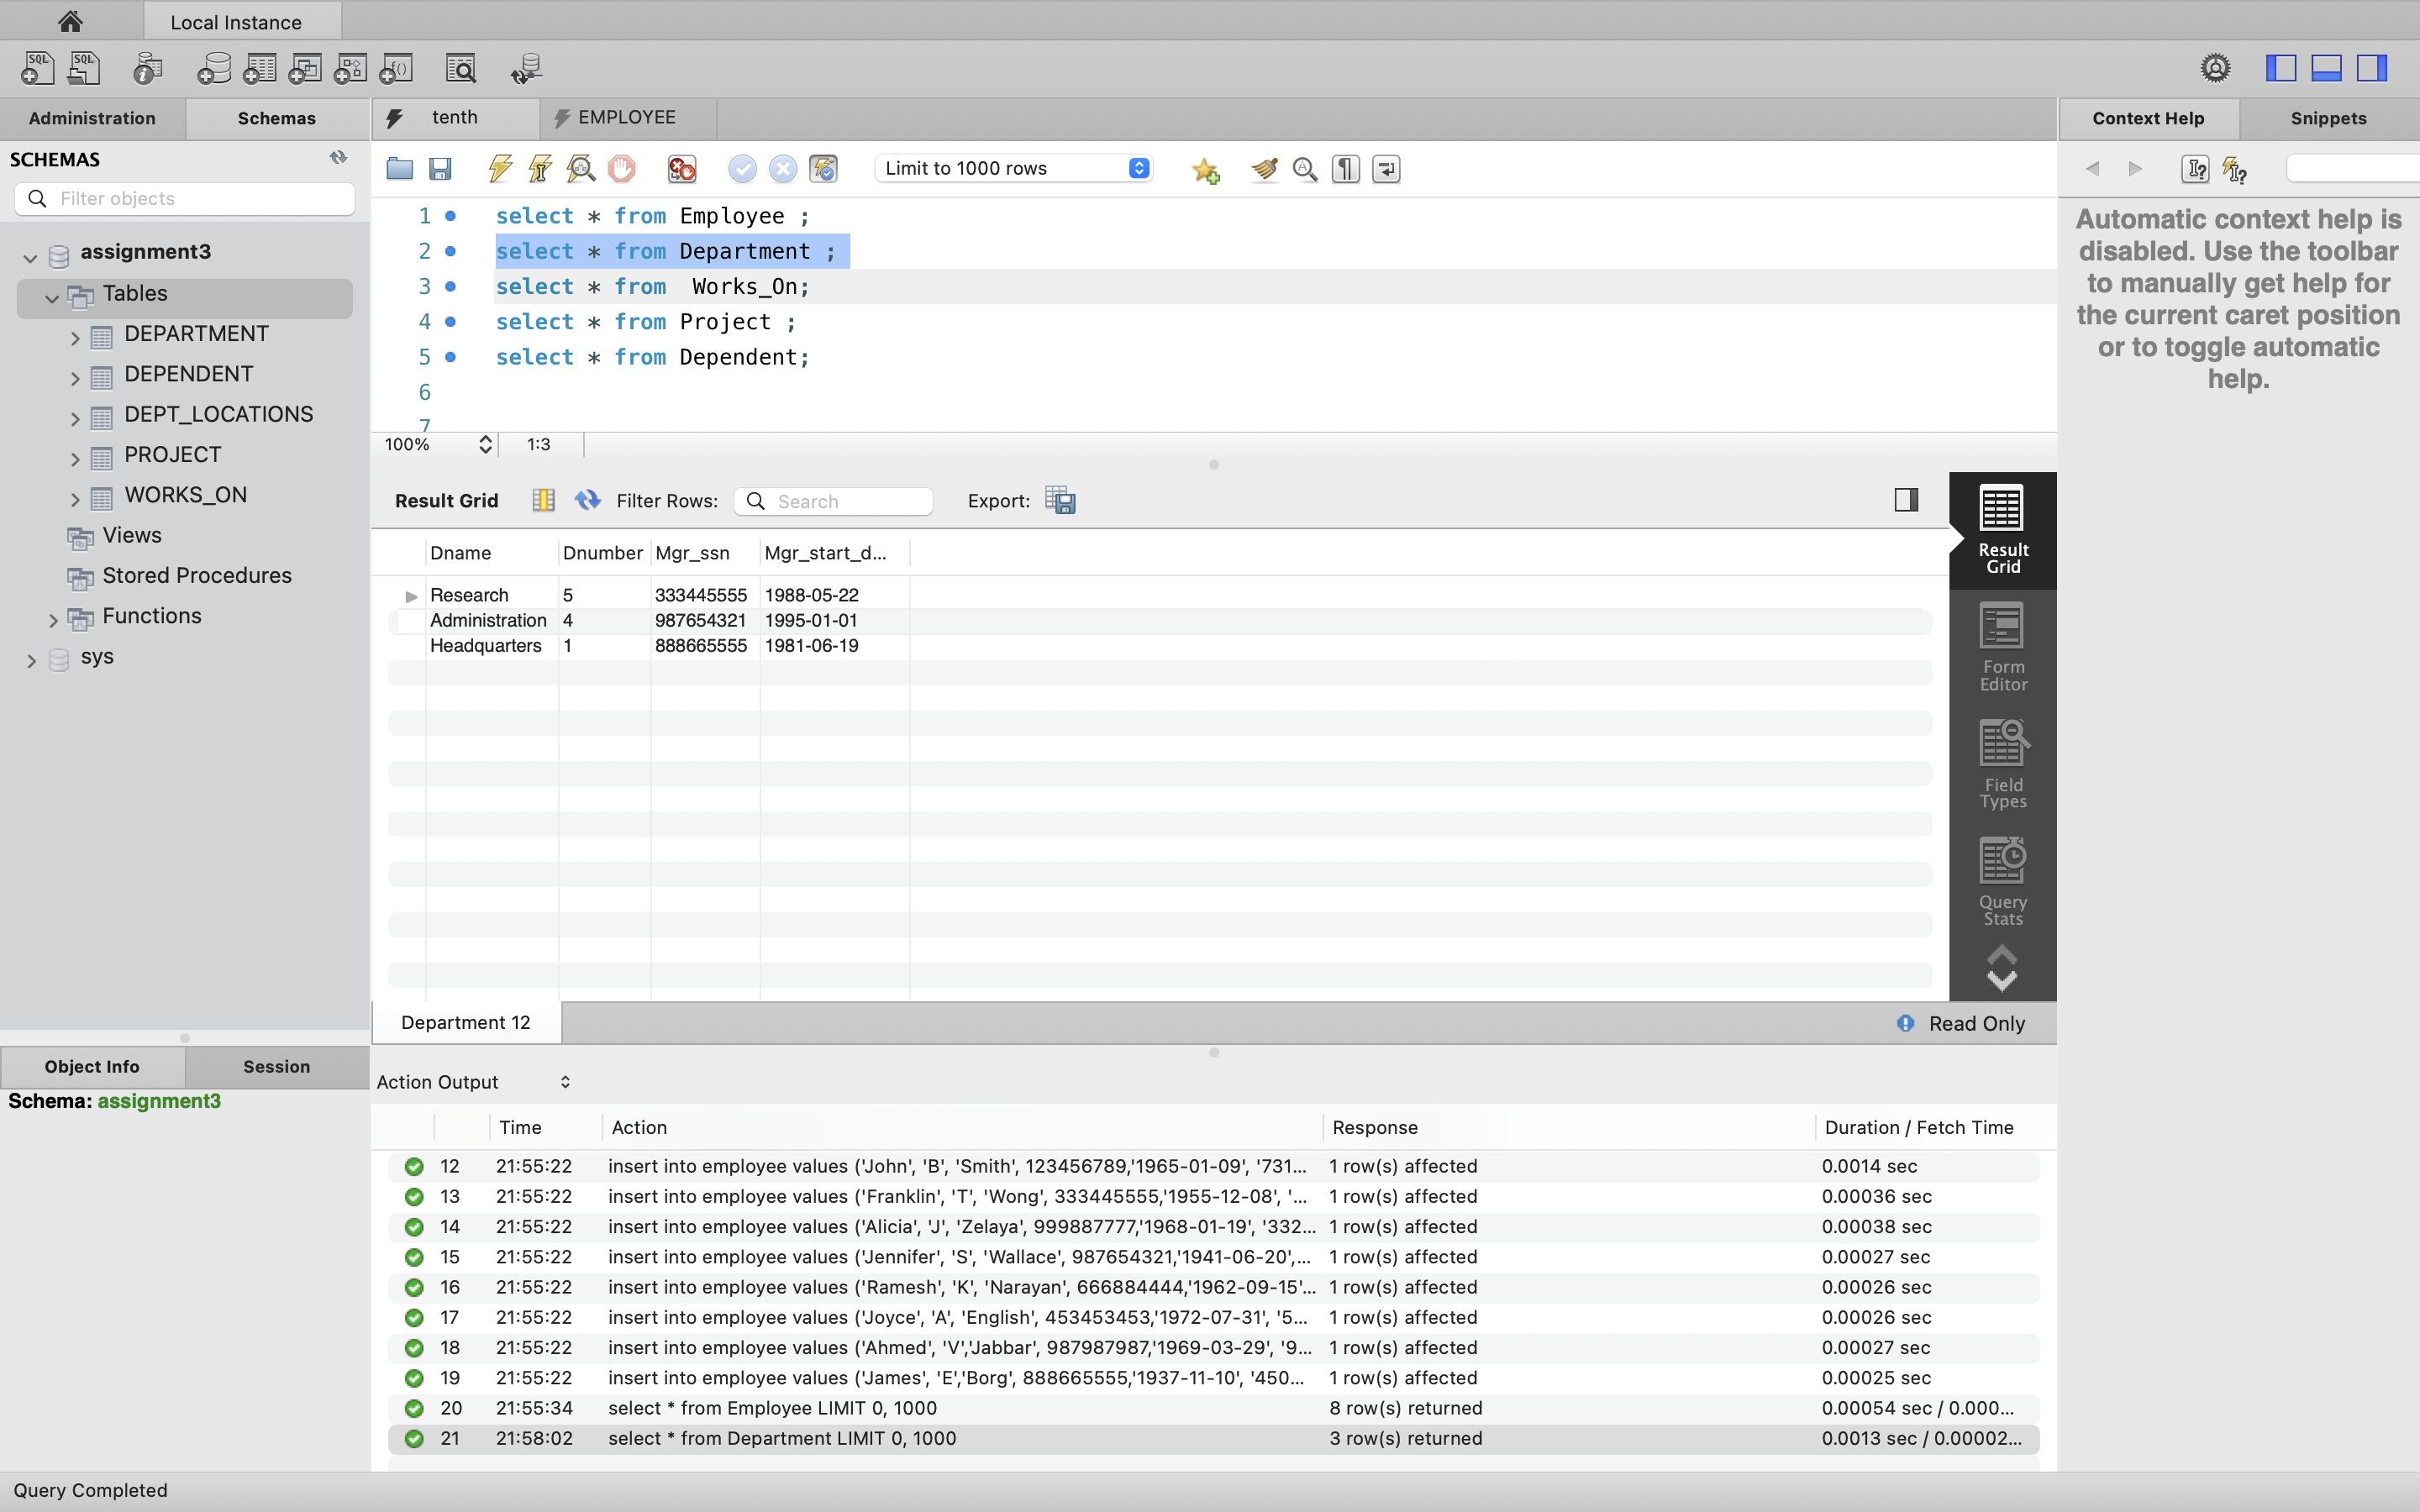 Local Instance
Administration
Schemas
tenth
EMPLOYEE
Context Help
Snippets
SCHEMAS
Filter objects
Limit to 1000 rows
assignment3
Tables
DEPARTMENT
DEPENDENT
DEPT_LOCATIONS
PROJECT
WORKS_ON
Views
Stored Procedures
Functions
sys
1 select * from Employee ;
2 select * from Department ;
3 select * from  Works_On;
4 select * from Project ;
5 select * from Dependent;
6
7
100%
1:3
Automatic context help is
disabled. Use the toolbar
to manually get help for
the current caret position
or to toggle automatic
help.
Result Grid
Filter Rows:
Search
Export:
Dname Dnumber Mgr_ssn Mgr_start_d...
Research 5 333445555 1988-05-22
Administration 4 987654321 1995-01-01
Headquarters 1 888665555 1981-06-19
Result
Grid
Form
Editor
Field
Types
Query
Stats
Department 12
Read Only
Object Info
Session
Schema: assignment3
Action Output
Time Action Response Duration / Fetch Time
12 21:55:22 insert into employee values ('John', 'B', 'Smith', 123456789,'1965-01-09', '731... 1 row(s) affected 0.0014 sec
13 21:55:22 insert into employee values ('Franklin', 'T', 'Wong', 333445555,'1955-12-08', '... 1 row(s) affected 0.00036 sec
14 21:55:22 insert into employee values ('Alicia', 'J', 'Zelaya', 999887777,'1968-01-19', '332... 1 row(s) affected 0.00038 sec
15 21:55:22 insert into employee values ('Jennifer', 'S', 'Wallace', 987654321,'1941-06-20',... 1 row(s) affected 0.00027 sec
16 21:55:22 insert into employee values ('Ramesh', 'K', 'Narayan', 666884444,'1962-09-15'... 1 row(s) affected 0.00026 sec
17 21:55:22 insert into employee values ('Joyce', 'A', 'English', 453453453,'1972-07-31', '5... 1 row(s) affected 0.00026 sec
18 21:55:22 insert into employee values ('Ahmed', 'V','Jabbar', 987987987,'1969-03-29', '9... 1 row(s) affected 0.00027 sec
19 21:55:22 insert into employee values ('James', 'E','Borg', 888665555,'1937-11-10', '450... 1 row(s) affected 0.00025 sec
20 21:55:34 select * from Employee LIMIT 0, 1000 8 row(s) returned 0.00054 sec / 0.000...
21 21:58:02 select * from Department LIMIT 0, 1000 3 row(s) returned 0.0013 sec / 0.00002...
Query Completed